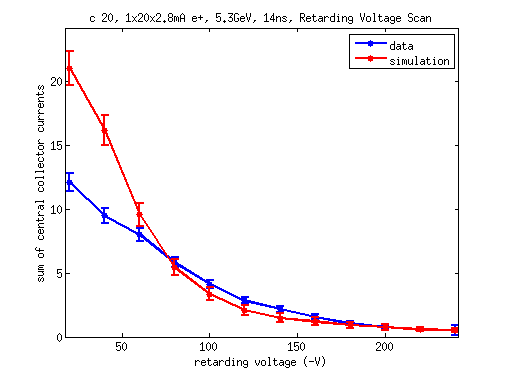 c 20, 1x20x2.8mA e+, 5.3GeV, 14ns, Retarding Voltage Scan
data
simulation
sum of central collector currents
20
15
10
5
0
50
100
150
200
retarding voltage (-V)